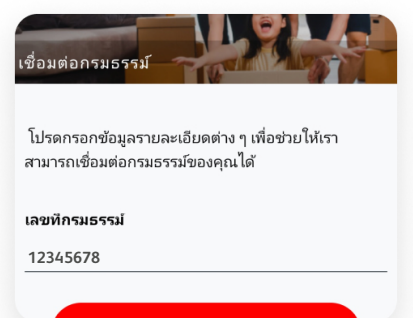 เชื่อมต่อกรมธรรม์
โปรดกรอกข้อมูลรายละเอียดต่าง ๆ เพื่อช่วยให้เรา
สามารถเชื่อมต่อกรมธรรม์ของคุณได้
เลขที่กรมธรรม์
12345678